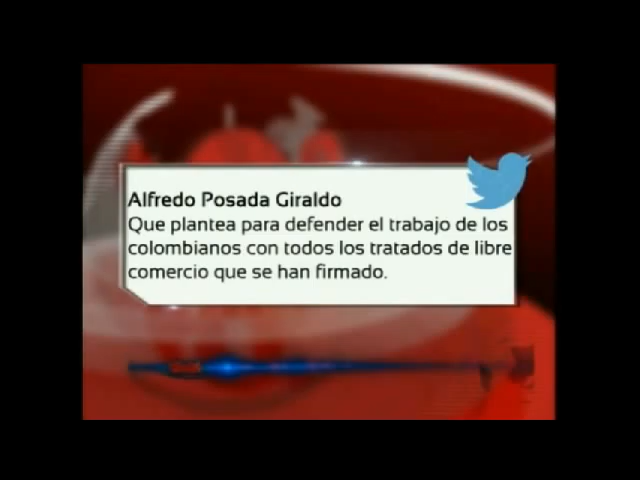 Alfredo Posada Giraldo
Que plantea para defender el trabajo de los
colombianos con todos los tratados de libre
comercio que se han firmado.